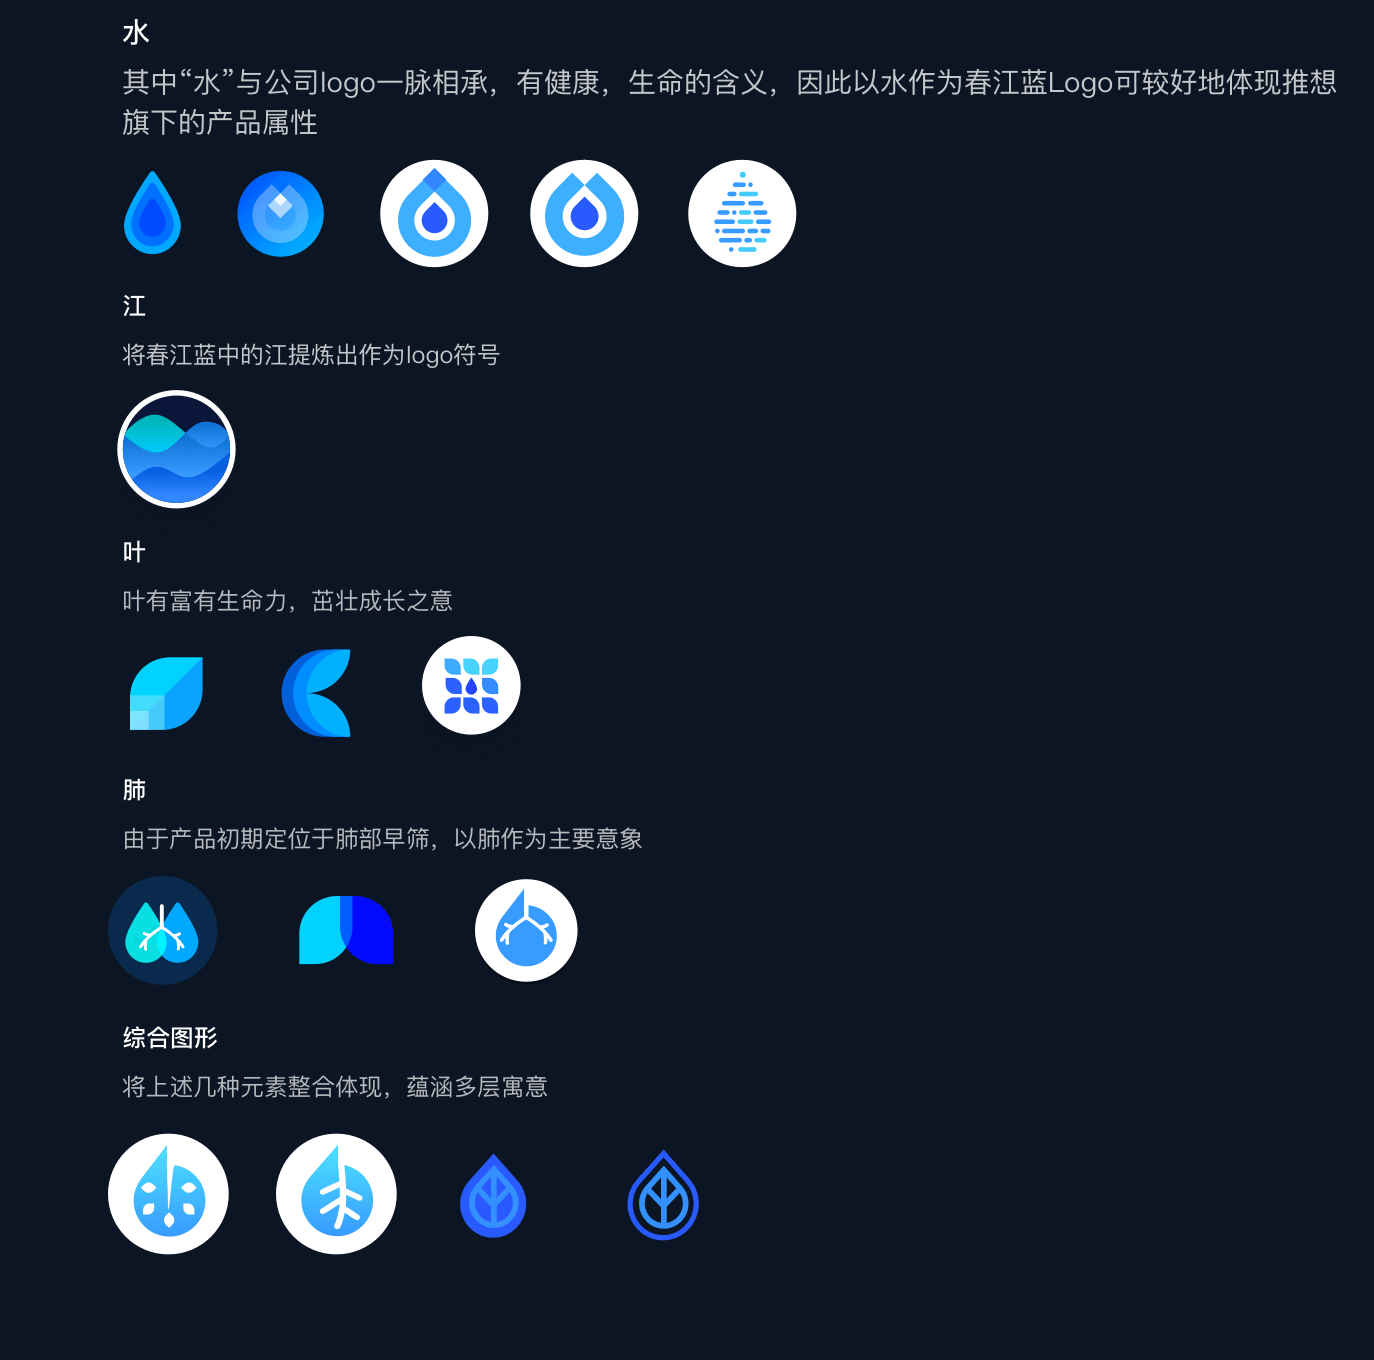 水
其中“水”与公司logo一脉相承，有健康，生命的含义，因此以水作为春江蓝Logo可较好地体现推想
旗下的产品属性
江
将春江蓝中的江提炼出作为logo符号
叶
叶有富有生命力，茁壮成长之意
肺
由于产品初期定位于肺部早筛，以肺作为主要意象
综合图形
将上述几种元素整合体现，蕴涵多层寓意